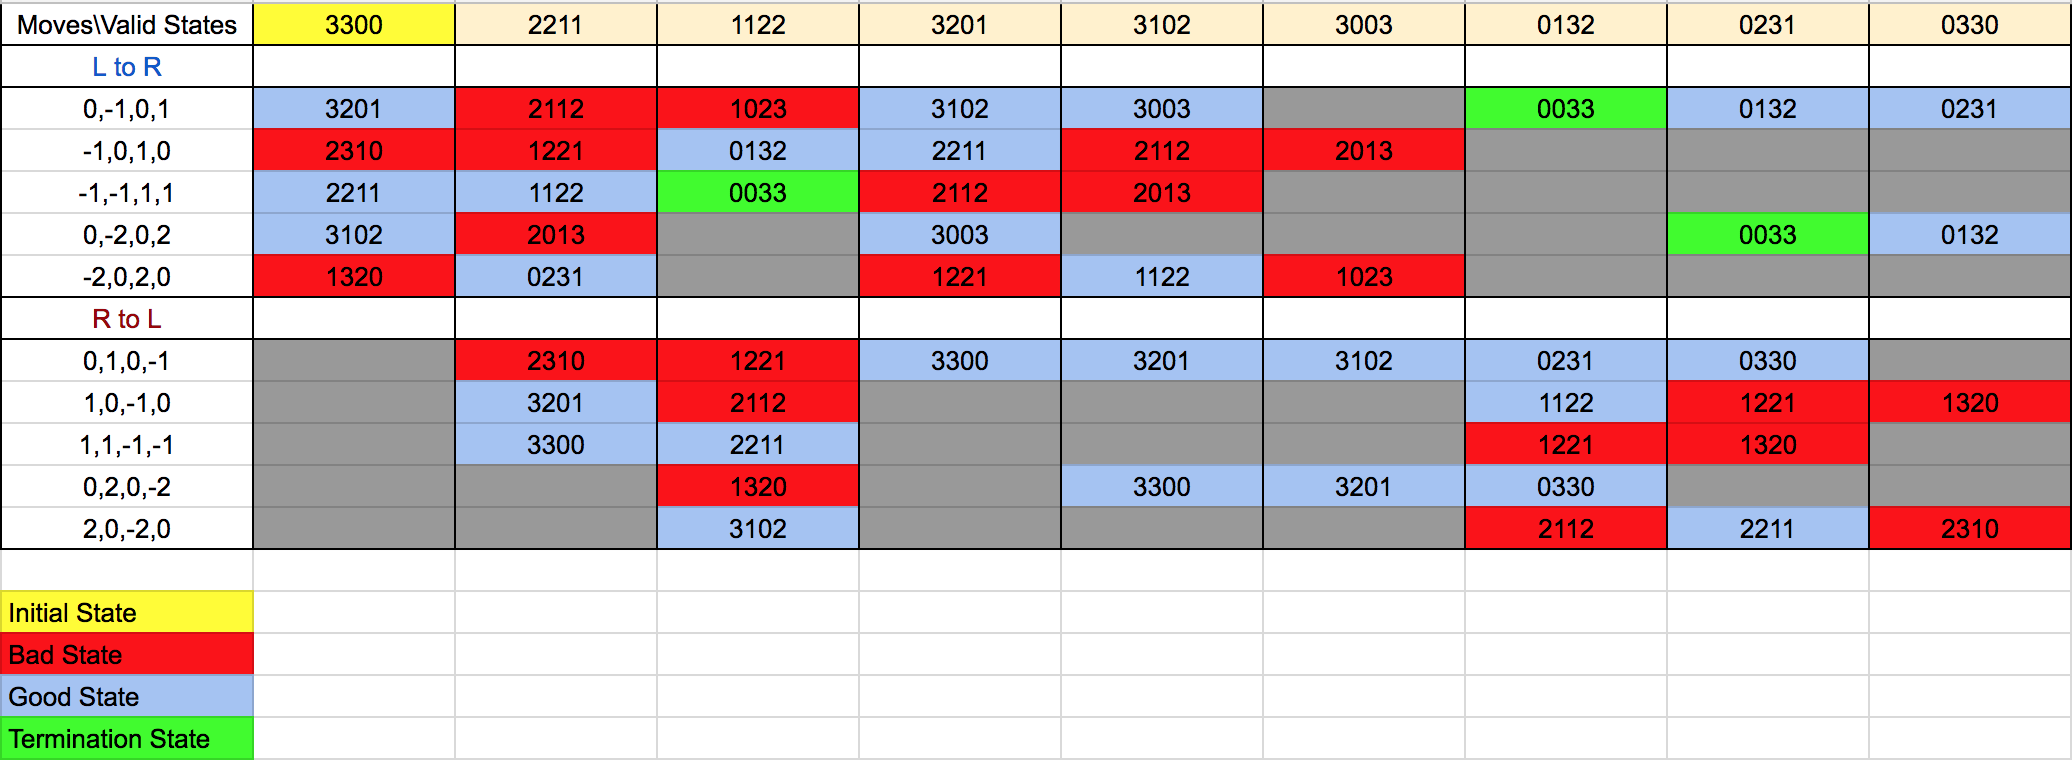 Moves\Valid States 3300 2211 1122 3201 3102 3003 0132 0231 0330
L to R
0,-1,0,1 3201 2112 1023 3102 3003 0033 0132 0231
-1,0,1,0 2310 1221 0132 2211 2112 2013
-1,-1,1,1 2211 1122 0033 2112 2013
0,-2,0,2 3102 2013 3003 0033 0132
-2,0,2,0 1320 0231 1221 1122 1023
R to L
0,1,0,-1 2310 1221 3300 3201 3102 0231 0330
1,0,-1,0 3201 2112 1122 1221 1320
1,1,-1,-1 3300 2211 1221 1320
0,2,0,-2 1320 3300 3201 0330
2,0,-2,0 3102 2112 2211 2310
Initial State
Bad State
Good State
Termination State